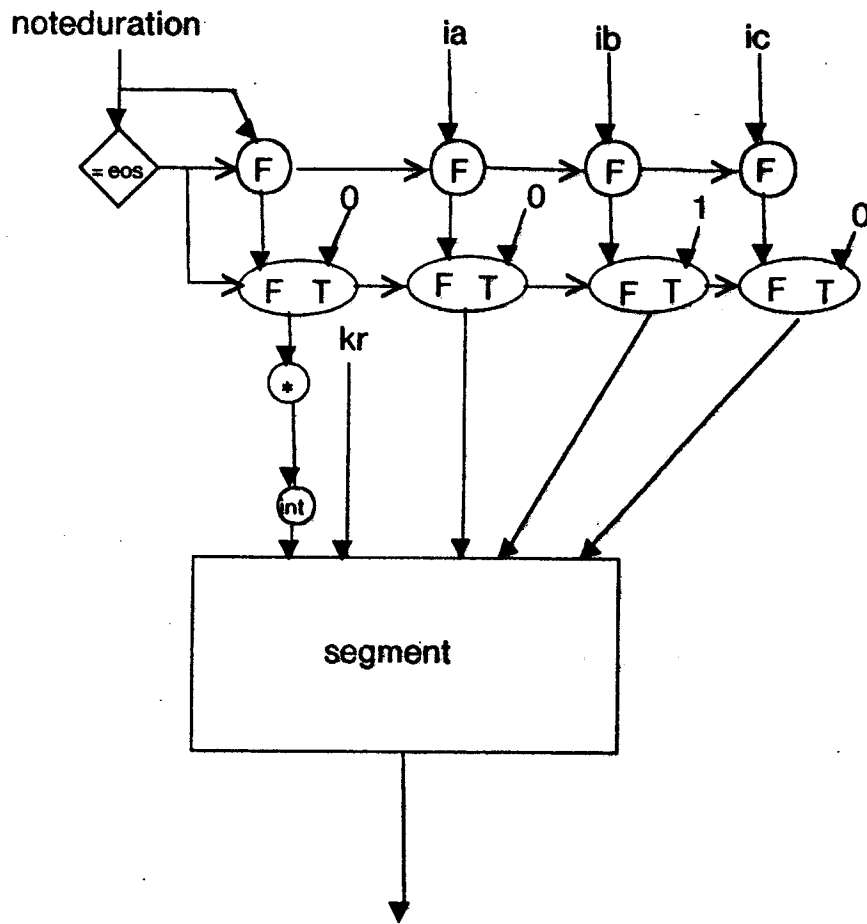 noteduration ia ib ic
= eos F F F F
0 0 1 0
F T F T F T F T
kr
*
int
segment